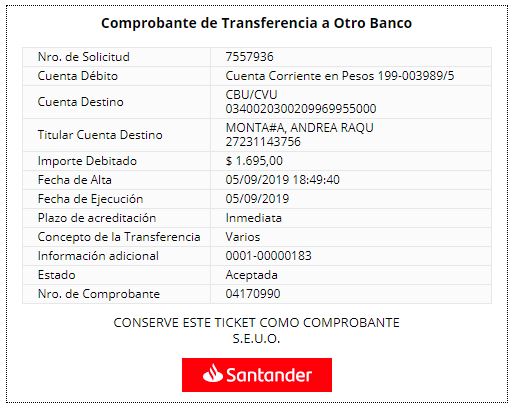 Comprobante de Transferencia a Otro Banco
Nro. de Solicitud 7557936
Cuenta Débito Cuenta Corriente en Pesos 199-003989/5
Cuenta Destino CBU/CVU
0340020300209969955000
Titular Cuenta Destino MONTA#A, ANDREA RAQU
27231143756
Importe Debitado $ 1.695,00
Fecha de Alta 05/09/2019 18:49:40
Fecha de Ejecución 05/09/2019
Plazo de acreditación Inmediata
Concepto de la Transferencia Varios
Información adicional 0001-00000183
Estado Aceptada
Nro. de Comprobante 04170990
CONSERVE ESTE TICKET COMO COMPROBANTE
S.E.U.O.
Santander